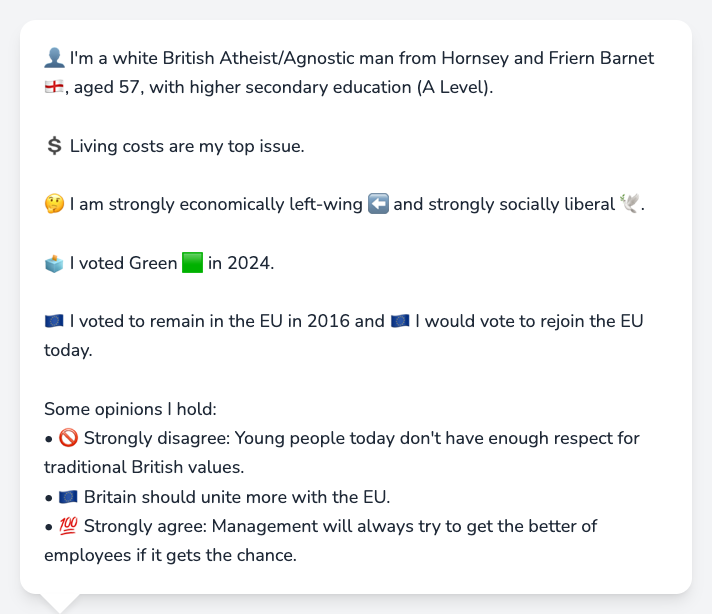 👤 I'm a white British Atheist/Agnostic man from Hornsey and Friern Barnet
🏴󠁧󠁢󠁥󠁮󠁧󠁿, aged 57, with higher secondary education (A Level).
💲 Living costs are my top issue.
🤔 I am strongly economically left-wing ⬅️ and strongly socially liberal 🕊️.
🗳️ I voted Green 🟩 in 2024.
🇪🇺 I voted to remain in the EU in 2016 and 🇪🇺 I would vote to rejoin the EU
today.
Some opinions I hold:
• 🚫 Strongly disagree: Young people today don't have enough respect for
traditional British values.
• 🇪🇺 Britain should unite more with the EU.
• 💯 Strongly agree: Management will always try to get the better of
employees if it gets the chance.